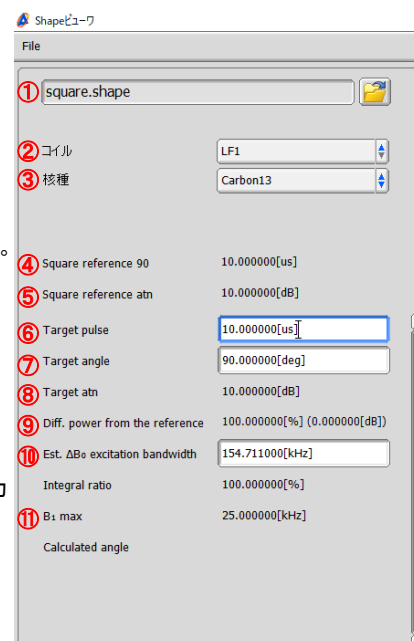 Shapeビューワ
File
① square.shape
② コイル LF1
③ 核種 Carbon13
。
④ Square reference 90 10.000000[us]
⑤ Square reference atn 10.000000[dB]
⑥ Target pulse 10.000000[us]
⑦ Target angle 90.000000[deg]
⑧ Target atn 10.000000[dB]
⑨ Diff. power from the reference 100.000000[%] (0.000000[dB])
⑩ Est. ΔB₀ excitation bandwidth 154.711000[kHz]
Integral ratio 100.000000[%]
⑪ B₁ max 25.000000[kHz]
Calculated angle